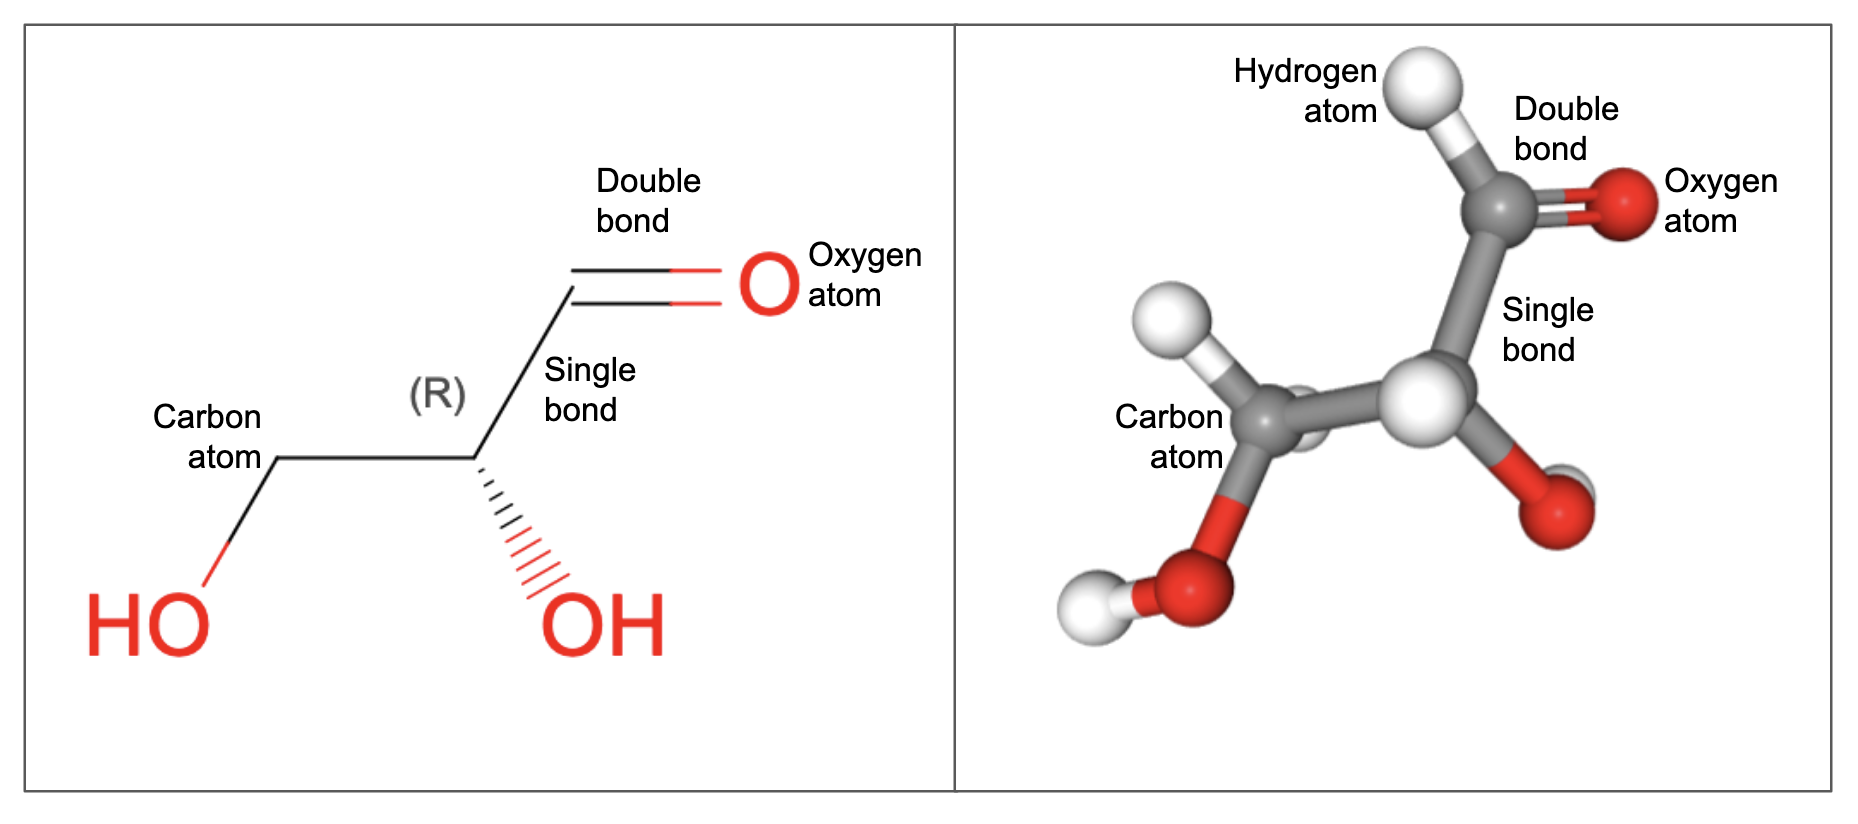 Double
bond
O
Oxygen
atom
(R)
Single
bond
Carbon
atom
HO
OH
Hydrogen
atom
Double
bond
Oxygen
atom
Single
bond
Carbon
atom